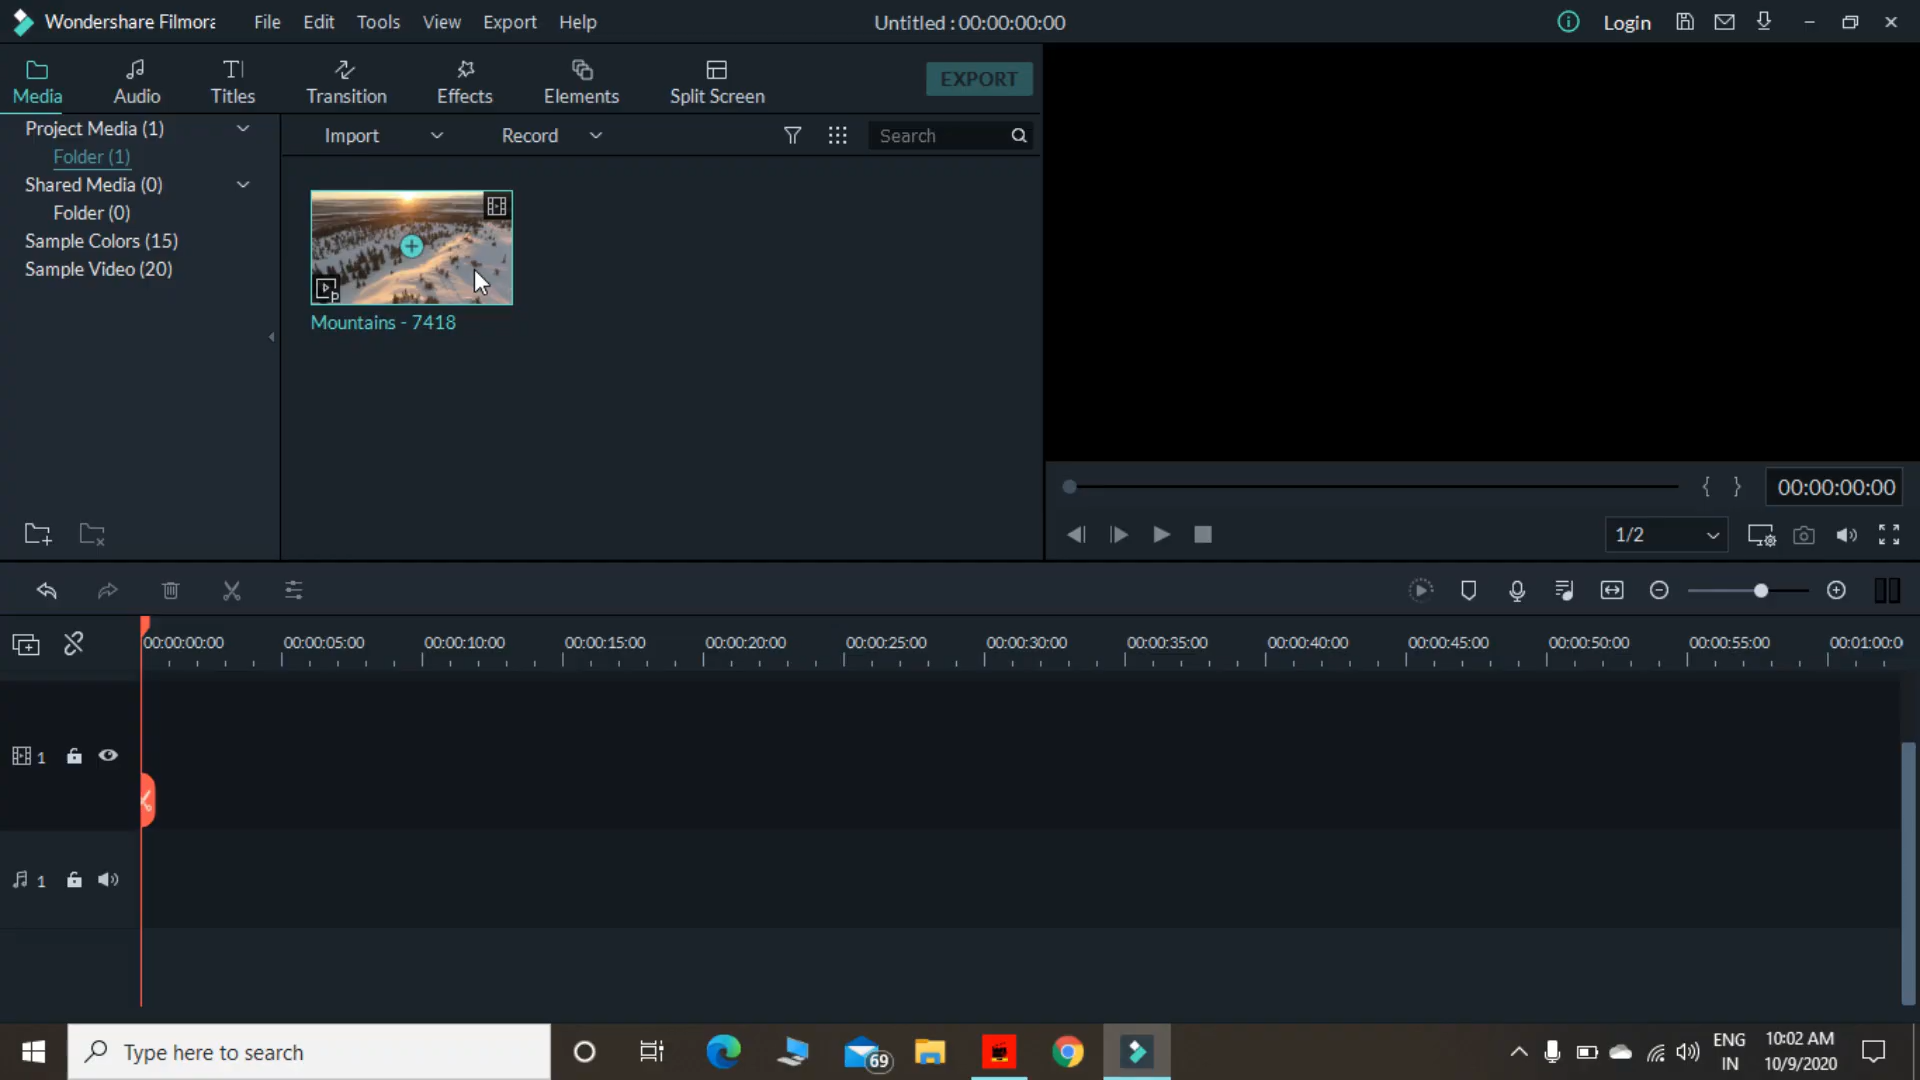 Wondershare Filmora File Edit Tools View Export Help Untitled : 00:00:00:00 Login
Media Audio Titles Transition Effects Elements Split Screen EXPORT
Project Media (1)
Folder (1)
Shared Media (0)
Folder (0)
Sample Colors (15)
Sample Video (20)
Import Record Search
Mountains - 7418
{ } 00:00:00:00
1/2
00:00:00:00 00:00:05:00 00:00:10:00 00:00:15:00 00:00:20:00 00:00:25:00 00:00:30:00 00:00:35:00 00:00:40:00 00:00:45:00 00:00:50:00 00:00:55:00 00:01:00:0
1
1
Type here to search 69 ENG 10:02 AM
IN 10/9/2020